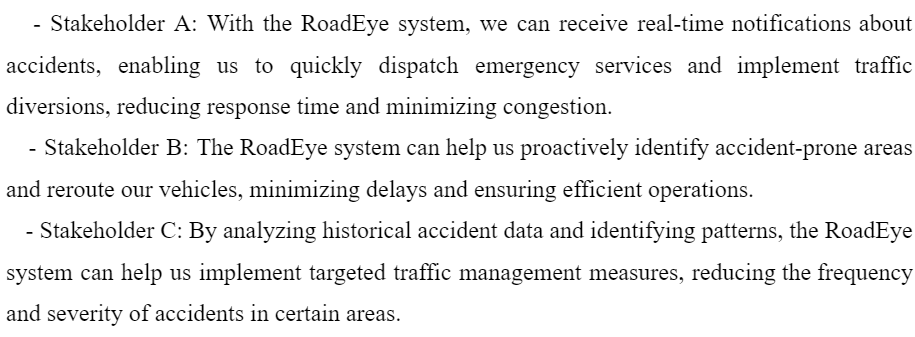 - Stakeholder A: With the RoadEye system, we can receive real-time notifications about
accidents, enabling us to quickly dispatch emergency services and implement traffic
diversions, reducing response time and minimizing congestion.
- Stakeholder B: The RoadEye system can help us proactively identify accident-prone areas
and reroute our vehicles, minimizing delays and ensuring efficient operations.
- Stakeholder C: By analyzing historical accident data and identifying patterns, the RoadEye
system can help us implement targeted traffic management measures, reducing the frequency
and severity of accidents in certain areas.